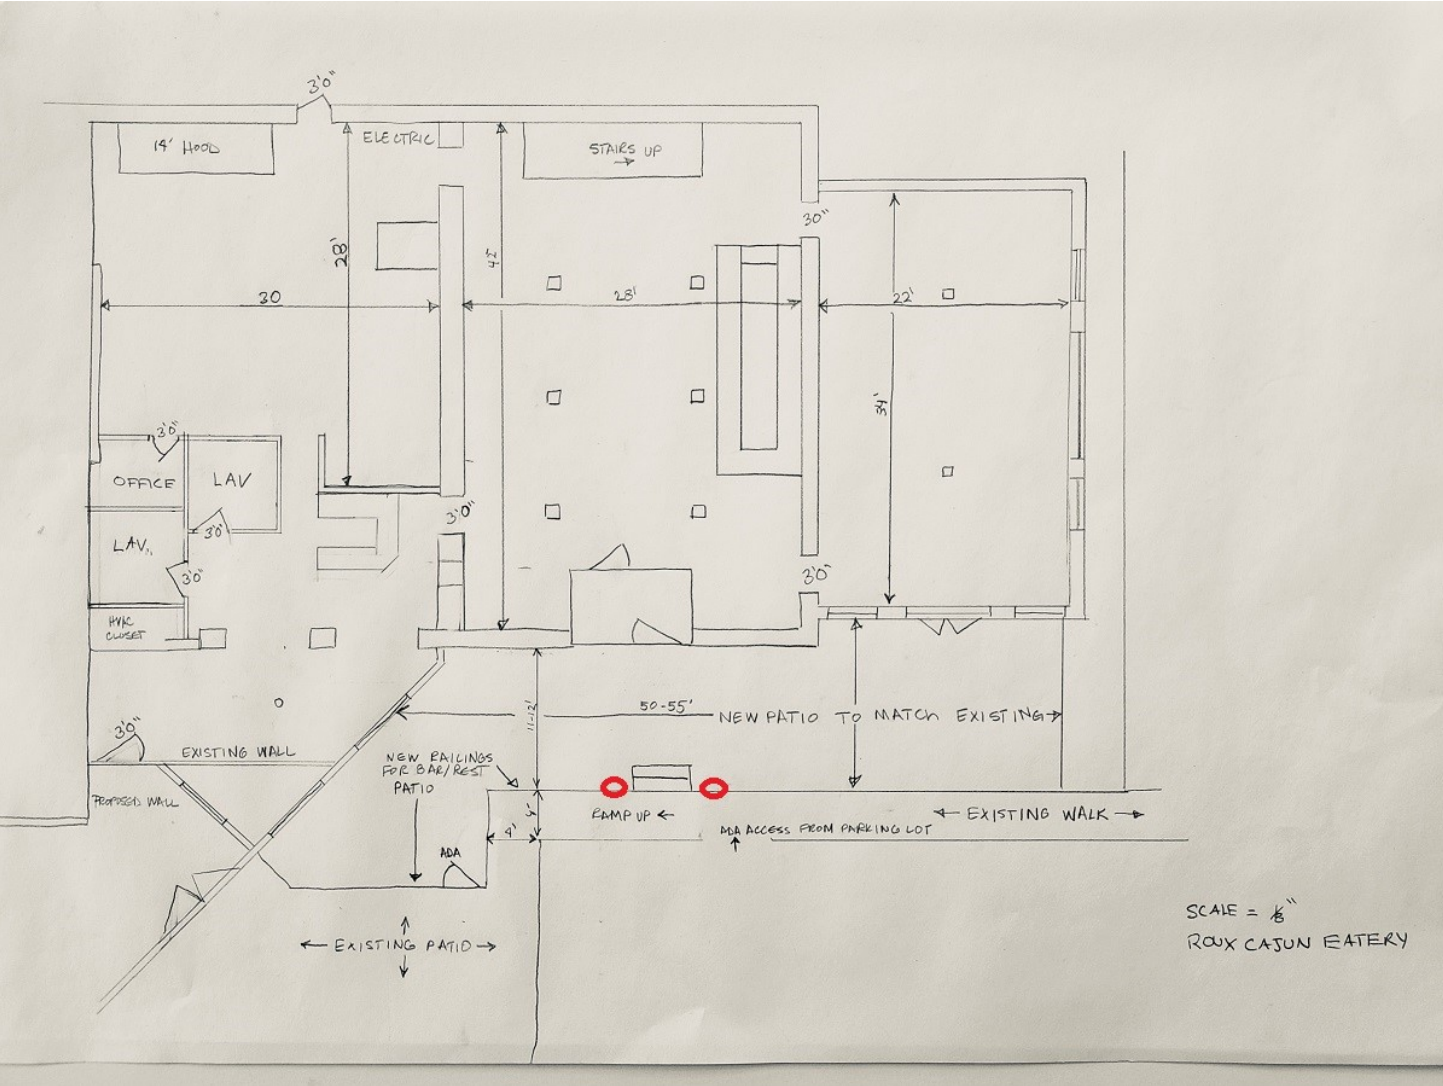 3'0"
14' HOOD
ELECTRIC
STAIRS UP
30"
28'
42'
30
28'
22'
34'
3'0"
OFFICE
LAV
3'0"
3'0"
LAV.
3'0"
3'0"
HVAC
CLOSET
50-55'
NEW PATIO TO MATCH EXISTING
11-12'
3'0"
EXISTING WALL
NEW RAILINGS
FOR BAR/REST
PATIO
PROPOSED WALL
RAMP UP
4'
EXISTING WALK
ADA ACCESS FROM PARKING LOT
4'
ADA
EXISTING PATIO
SCALE = 1/8"
ROUX CAJUN EATERY